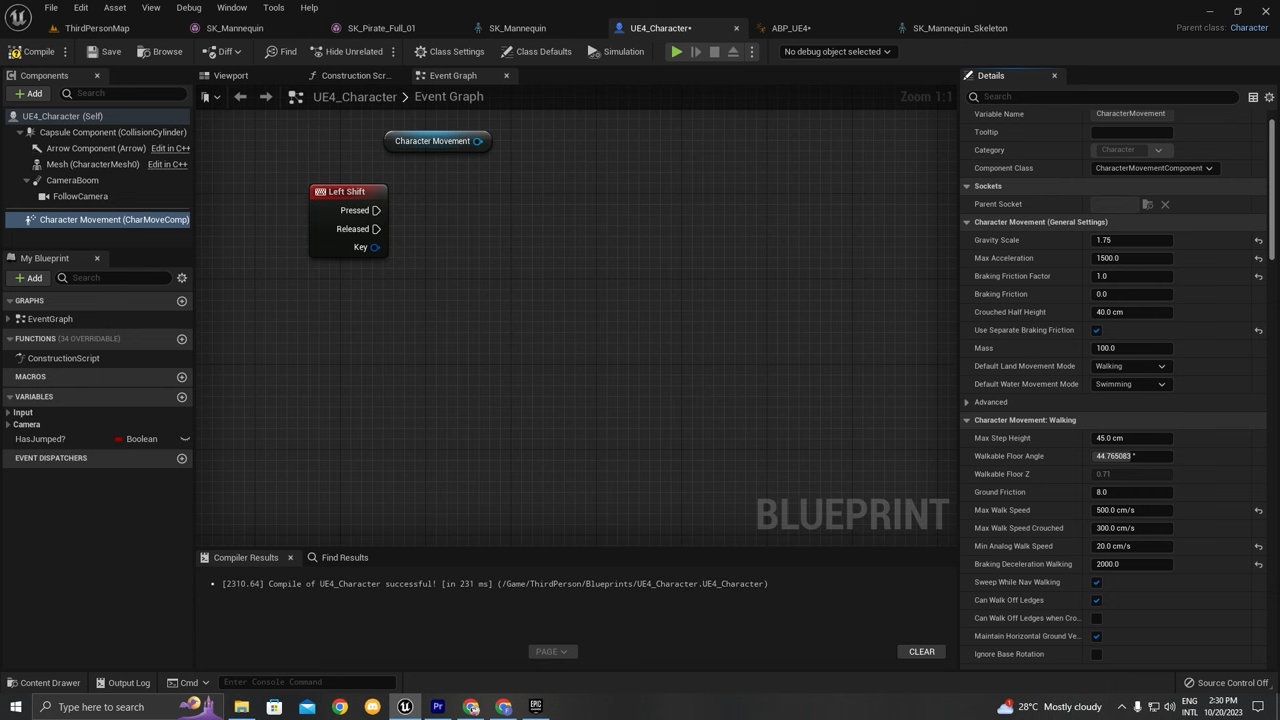 File Edit Asset View Debug Window Tools Help
ThirdPersonMap SK_Mannequin SK_Pirate_Full_01 SK_Mannequin UE4_Character* ABP_UE4* SK_Mannequin_Skeleton Parent class: Character
Compile Save Browse Diff Find Hide Unrelated Class Settings Class Defaults Simulation No debug object selected
Components
Add Search
UE4_Character (Self)
Capsule Component (CollisionCylinder)
Arrow Component (Arrow) Edit in C++
Mesh (CharacterMesh0) Edit in C++
CameraBoom
FollowCamera
Character Movement (CharMoveComp)
My Blueprint
Add Search
GRAPHS
EventGraph
FUNCTIONS (34 OVERRIDABLE)
ConstructionScript
MACROS
VARIABLES
Input
Camera
HasJumped? Boolean
EVENT DISPATCHERS
Viewport Construction Scr... Event Graph
UE4_Character > Event Graph Zoom 1:1
Character Movement
Left Shift
Pressed
Released
Key
BLUEPRINT
Compiler Results Find Results
[2310.64] Compile of UE4_Character successful! [in 231 ms] (/Game/ThirdPerson/Blueprints/UE4_Character.UE4_Character)
PAGE CLEAR
Details
Search
Variable Name CharacterMovement
Tooltip
Category Character
Component Class CharacterMovementComponent
Sockets
Parent Socket
Character Movement (General Settings)
Gravity Scale 1.75
Max Acceleration 1500.0
Braking Friction Factor 1.0
Braking Friction 0.0
Crouched Half Height 40.0 cm
Use Separate Braking Friction
Mass 100.0
Default Land Movement Mode Walking
Default Water Movement Mode Swimming
Advanced
Character Movement: Walking
Max Step Height 45.0 cm
Walkable Floor Angle 44.765083 °
Walkable Floor Z 0.71
Ground Friction 8.0
Max Walk Speed 500.0 cm/s
Max Walk Speed Crouched 300.0 cm/s
Min Analog Walk Speed 20.0 cm/s
Braking Deceleration Walking 2000.0
Sweep While Nav Walking
Can Walk Off Ledges
Can Walk Off Ledges when Cro...
Maintain Horizontal Ground Ve...
Ignore Base Rotation
Content Drawer Output Log Cmd Enter Console Command Source Control Off
Type here to search Pr 1 28°C Mostly cloudy ENG INTL 2:30 PM 10/20/2023